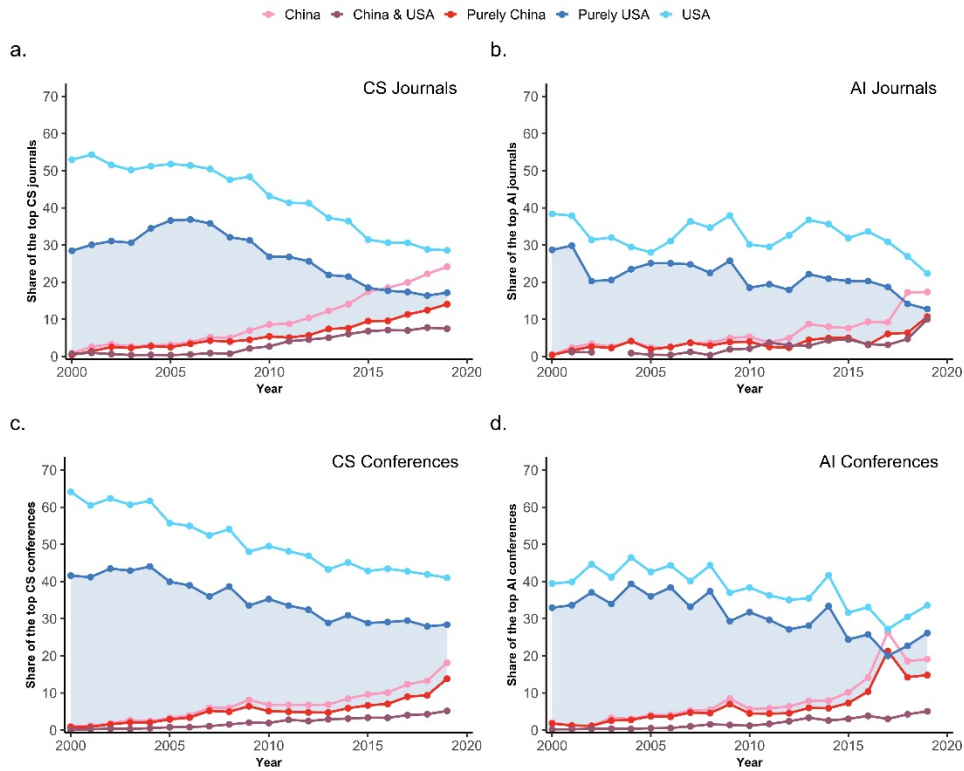 China China & USA Purely China Purely USA USA
a.
CS Journals
Share of the top CS journals
70
60
50
40
30
20
10
0
2000 2005 2010 2015 2020
Year
b.
AI Journals
Share of the top AI journals
70
60
50
40
30
20
10
0
2000 2005 2010 2015 2020
Year
c.
CS Conferences
Share of the top CS conferences
70
60
50
40
30
20
10
0
2000 2005 2010 2015 2020
Year
d.
AI Conferences
Share of the top AI conferences
70
60
50
40
30
20
10
0
2000 2005 2010 2015 2020
Year